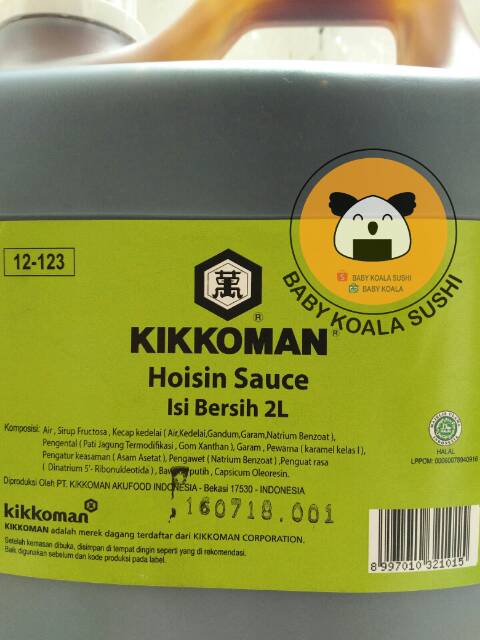 12-123
萬
®
KIKKOMAN®
Hoisin Sauce
Isi Bersih 2L
BABY KOALA SUSHI
BABY KOALA
BABY KOALA SUSHI
Komposisi: Air , Sirup Fructosa , Kecap kedelai ( Air,Kedelai,Gandum,Garam,Natrium Benzoat ),
Pengental ( Pati Jagung Termodifikasi , Gom Xanthan ), Garam , Pewarna ( karamel kelas I ),
Pengatur keasaman ( Asam Asetat ), Pengawet ( Natrium Benzoat ) ,Penguat rasa
( Dinatrium 5'- Ribonukleotida ) , Bawang putih , Capsicum Oleoresin.
HALAL
LPPOM: 00060078940916
Diproduksi Oleh PT. KIKKOMAN AKUFOOD INDONESIA - Bekasi 17530 - INDONESIA
P 160718.001
kikkoman
KIKKOMAN adalah merek dagang terdaftar dari KIKKOMAN CORPORATION.
Setelah kemasan dibuka, disimpan di tempat dingin seperti yang di rekomendasi.
Baik digunakan sebelum dan kode produksi pada label.
8 997010 321015